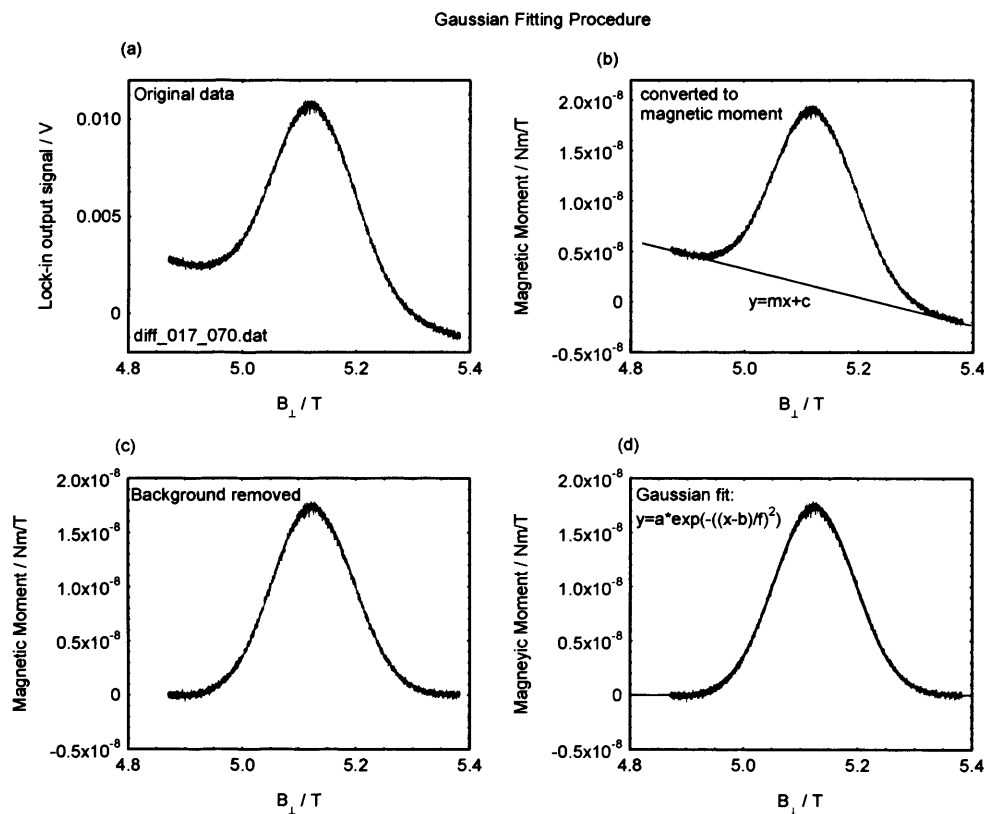 Gaussian Fitting Procedure
(a)
Original data
0.010
0.005
0
Lock-in output signal / V
diff_017_070.dat
4.8 5.0 5.2 5.4
B⊥ / T
(b)
converted to
magnetic moment
2.0x10⁻⁸
1.5x10⁻⁸
1.0x10⁻⁸
0.5x10⁻⁸
0
-0.5x10⁻⁸
Magnetic Moment / Nm/T
y=mx+c
4.8 5.0 5.2 5.4
B⊥ / T
(c)
Background removed
2.0x10⁻⁸
1.5x10⁻⁸
1.0x10⁻⁸
0.5x10⁻⁸
0
-0.5x10⁻⁸
Magnetic Moment / Nm/T
4.8 5.0 5.2 5.4
B⊥ / T
(d)
Gaussian fit:
y=a*exp(-((x-b)/f)²)
2.0x10⁻⁸
1.5x10⁻⁸
1.0x10⁻⁸
0.5x10⁻⁸
0
-0.5x10⁻⁸
Magneyic Moment / Nm/T
4.8 5.0 5.2 5.4
B⊥ / T